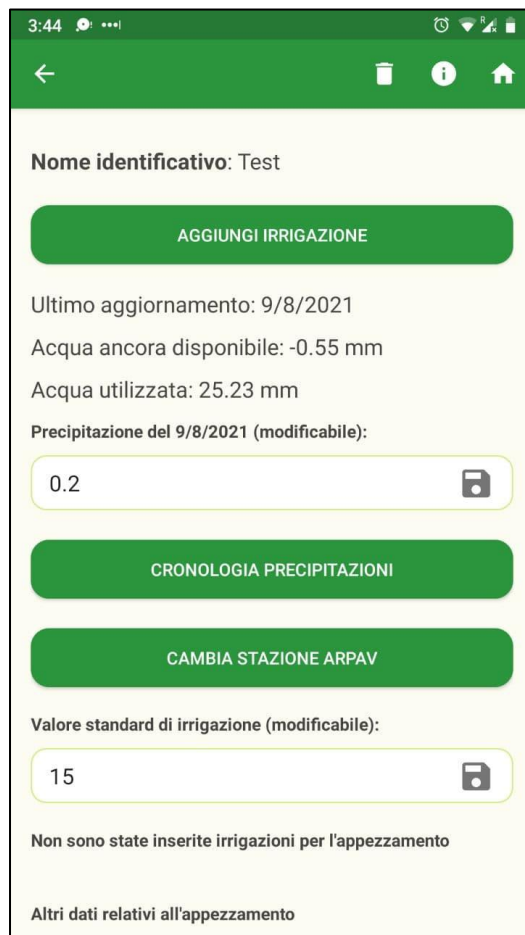 3:44
R
Nome identificativo: Test
AGGIUNGI IRRIGAZIONE
Ultimo aggiornamento: 9/8/2021
Acqua ancora disponibile: -0.55 mm
Acqua utilizzata: 25.23 mm
Precipitazione del 9/8/2021 (modificabile):
0.2
CRONOLOGIA PRECIPITAZIONI
CAMBIA STAZIONE ARPAV
Valore standard di irrigazione (modificabile):
15
Non sono state inserite irrigazioni per l'appezzamento
Altri dati relativi all'appezzamento